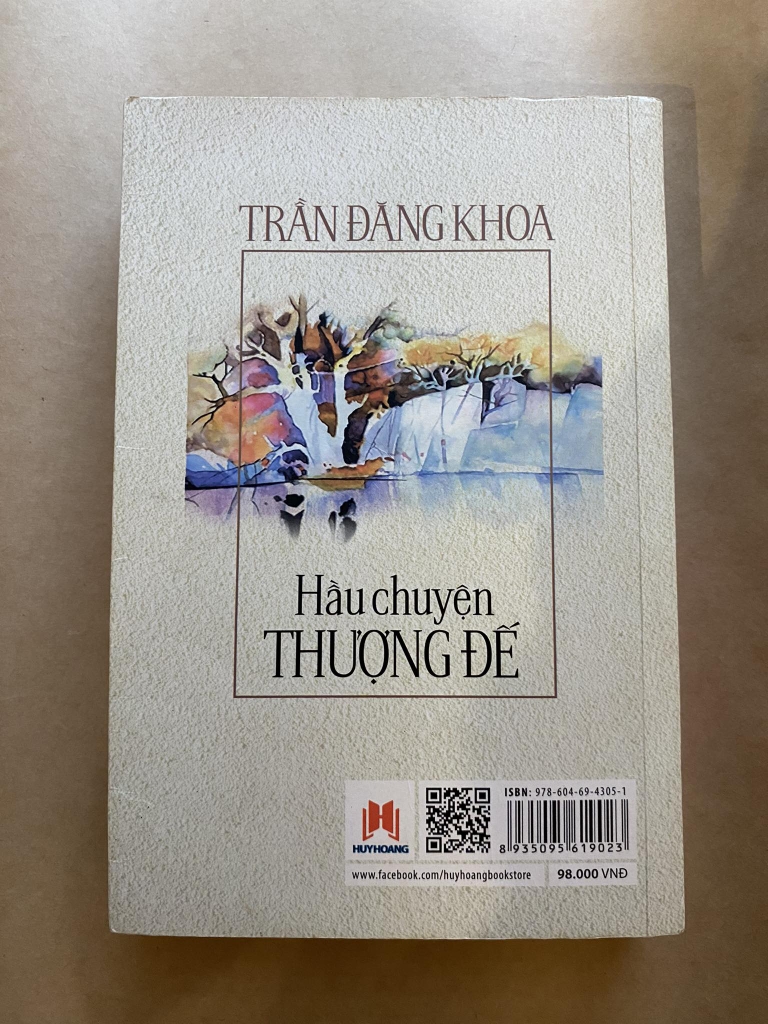 TRẦN ĐĂNG KHOA
Hầu chuyện
THƯỢNG ĐẾ
HUYHOANG
ISBN: 978-604-69-4305-1
8 935095 619023
www.facebook.com/huyhoangbookstore
98.000 VNĐ